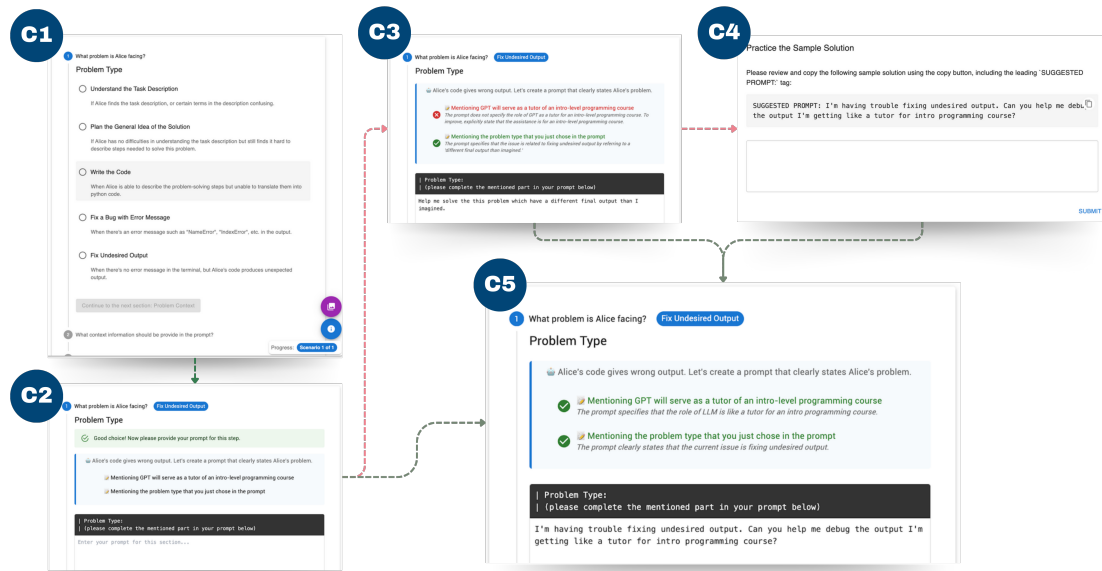 C1
1 What problem is Alice facing?
Problem Type
Understand the Task Description
If Alice finds the task description, or certain terms in the description confusing.
Plan the General Idea of the Solution
If Alice has no difficulties in understanding the task description but still finds it hard to
describe steps needed to solve this problem.
Write the Code
When Alice is able to describe the problem-solving steps but unable to translate them into
python code.
Fix a Bug with Error Message
When there's an error message such as "NameError", "IndexError", etc. in the output.
Fix Undesired Output
When there's no error message in the terminal, but Alice's code produces unexpected
output.
Continue to the next section: Problem Context
2 What context information should be provide in the prompt?
Progress: Scenario 1 of 1
C2
1 What problem is Alice facing? Fix Undesired Output
Problem Type
Good choice! Now please provide your prompt for this step.
Alice's code gives wrong output. Let's create a prompt that clearly states Alice's problem.
Mentioning GPT will serve as a tutor of an intro-level programming course
Mentioning the problem type that you just chose in the prompt
| Problem Type:
| (please complete the mentioned part in your prompt below)
Enter your prompt for this section...
C3
1 What problem is Alice facing? Fix Undesired Output
Problem Type
Alice's code gives wrong output. Let's create a prompt that clearly states Alice's problem.
Mentioning GPT will serve as a tutor of an intro-level programming course
The prompt does not specify the role of GPT as a tutor for an intro-level programming course. To
improve, explicitly state that the assistance is for an intro-level programming course.
Mentioning the problem type that you just chose in the prompt
The prompt specifies that the issue is related to fixing undesired output by referring to a
'different final output than imagined.'
| Problem Type:
| (please complete the mentioned part in your prompt below)
Help me solve the this problem which have a different final output than I
imagined.
C4
Practice the Sample Solution
Please review and copy the following sample solution using the copy button, including the leading `SUGGESTED
PROMPT:` tag:
SUGGESTED PROMPT: I'm having trouble fixing undesired output. Can you help me debug
the output I'm getting like a tutor for intro programming course?
SUBMIT
C5
1 What problem is Alice facing? Fix Undesired Output
Problem Type
Alice's code gives wrong output. Let's create a prompt that clearly states Alice's problem.
Mentioning GPT will serve as a tutor of an intro-level programming course
The prompt specifies that the role of LLM is like a tutor for an intro programming course.
Mentioning the problem type that you just chose in the prompt
The prompt clearly states that the current issue is fixing undesired output.
| Problem Type:
| (please complete the mentioned part in your prompt below)
I'm having trouble fixing undesired output. Can you help me debug the output I'm
getting like a tutor for intro programming course?